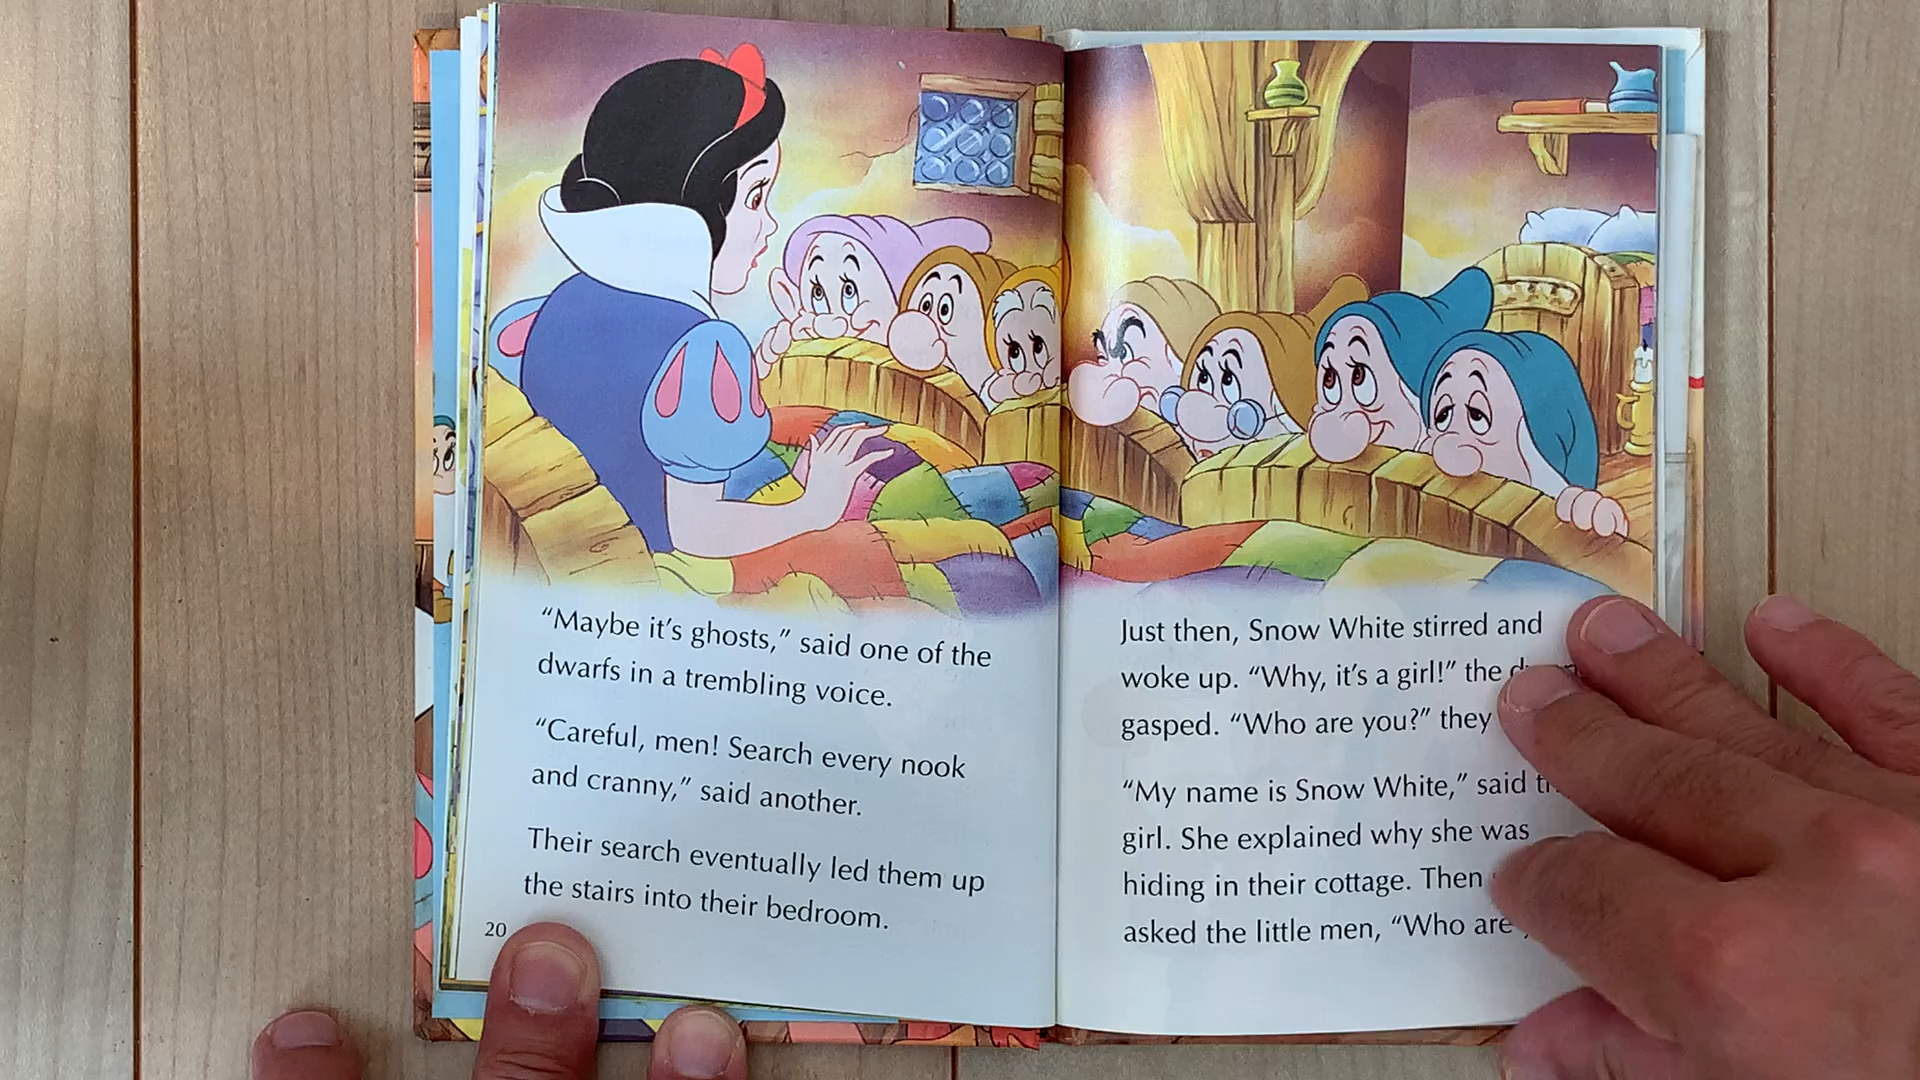 “Maybe it’s ghosts,” said one of the
dwarfs in a trembling voice.
“Careful, men! Search every nook
and cranny,” said another.
Their search eventually led them up
the stairs into their bedroom.
20
Just then, Snow White stirred and
woke up. “Why, it’s a girl!” the
gasped. “Who are you?” they
“My name is Snow White,” said
girl. She explained why she was
hiding in their cottage. Then
asked the little men, “Who are